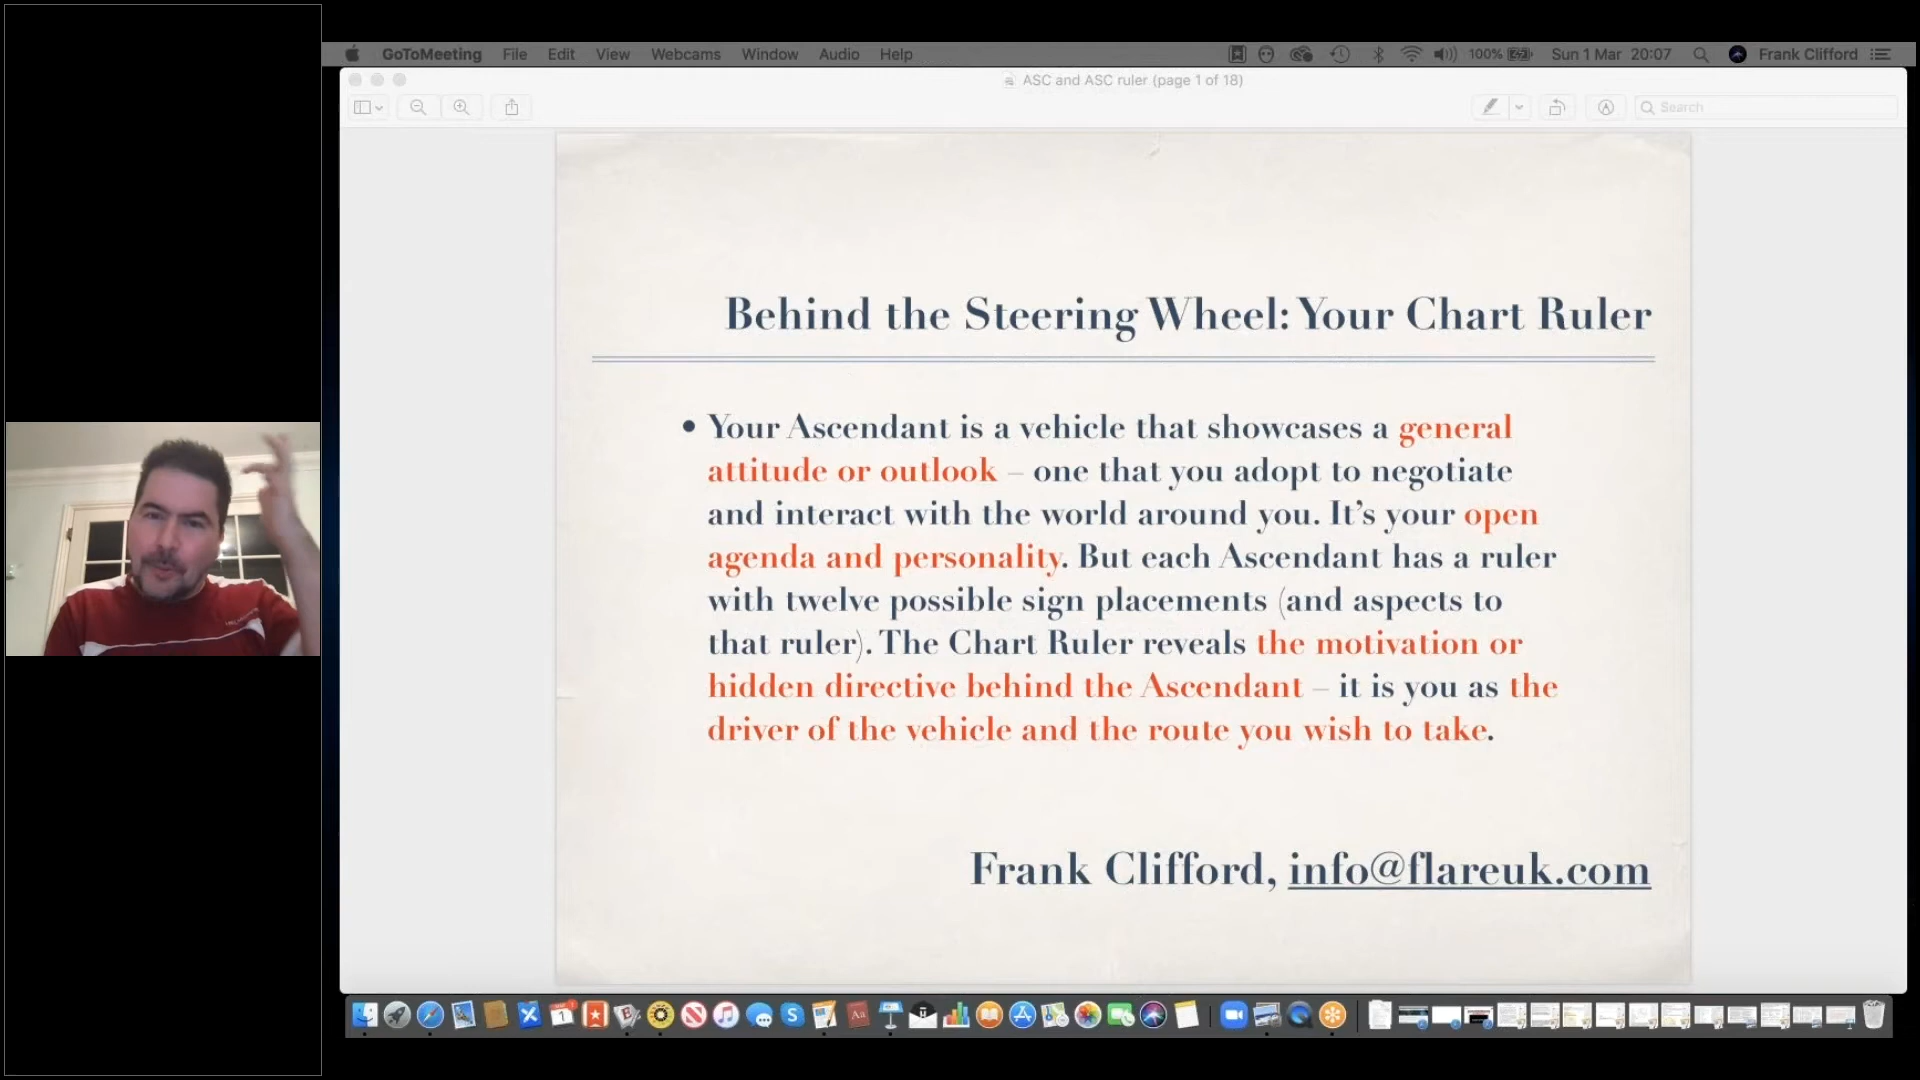 GoToMeeting File Edit View Webcams Window Audio Help 100% Sun 1 Mar 20:07 Frank Clifford
ASC and ASC ruler (page 1 of 18)
Search
Behind the Steering Wheel: Your Chart Ruler
• Your Ascendant is a vehicle that showcases a general
attitude or outlook – one that you adopt to negotiate
and interact with the world around you. It’s your open
agenda and personality. But each Ascendant has a ruler
with twelve possible sign placements (and aspects to
that ruler). The Chart Ruler reveals the motivation or
hidden directive behind the Ascendant – it is you as the
driver of the vehicle and the route you wish to take.
Frank Clifford, info@flareuk.com